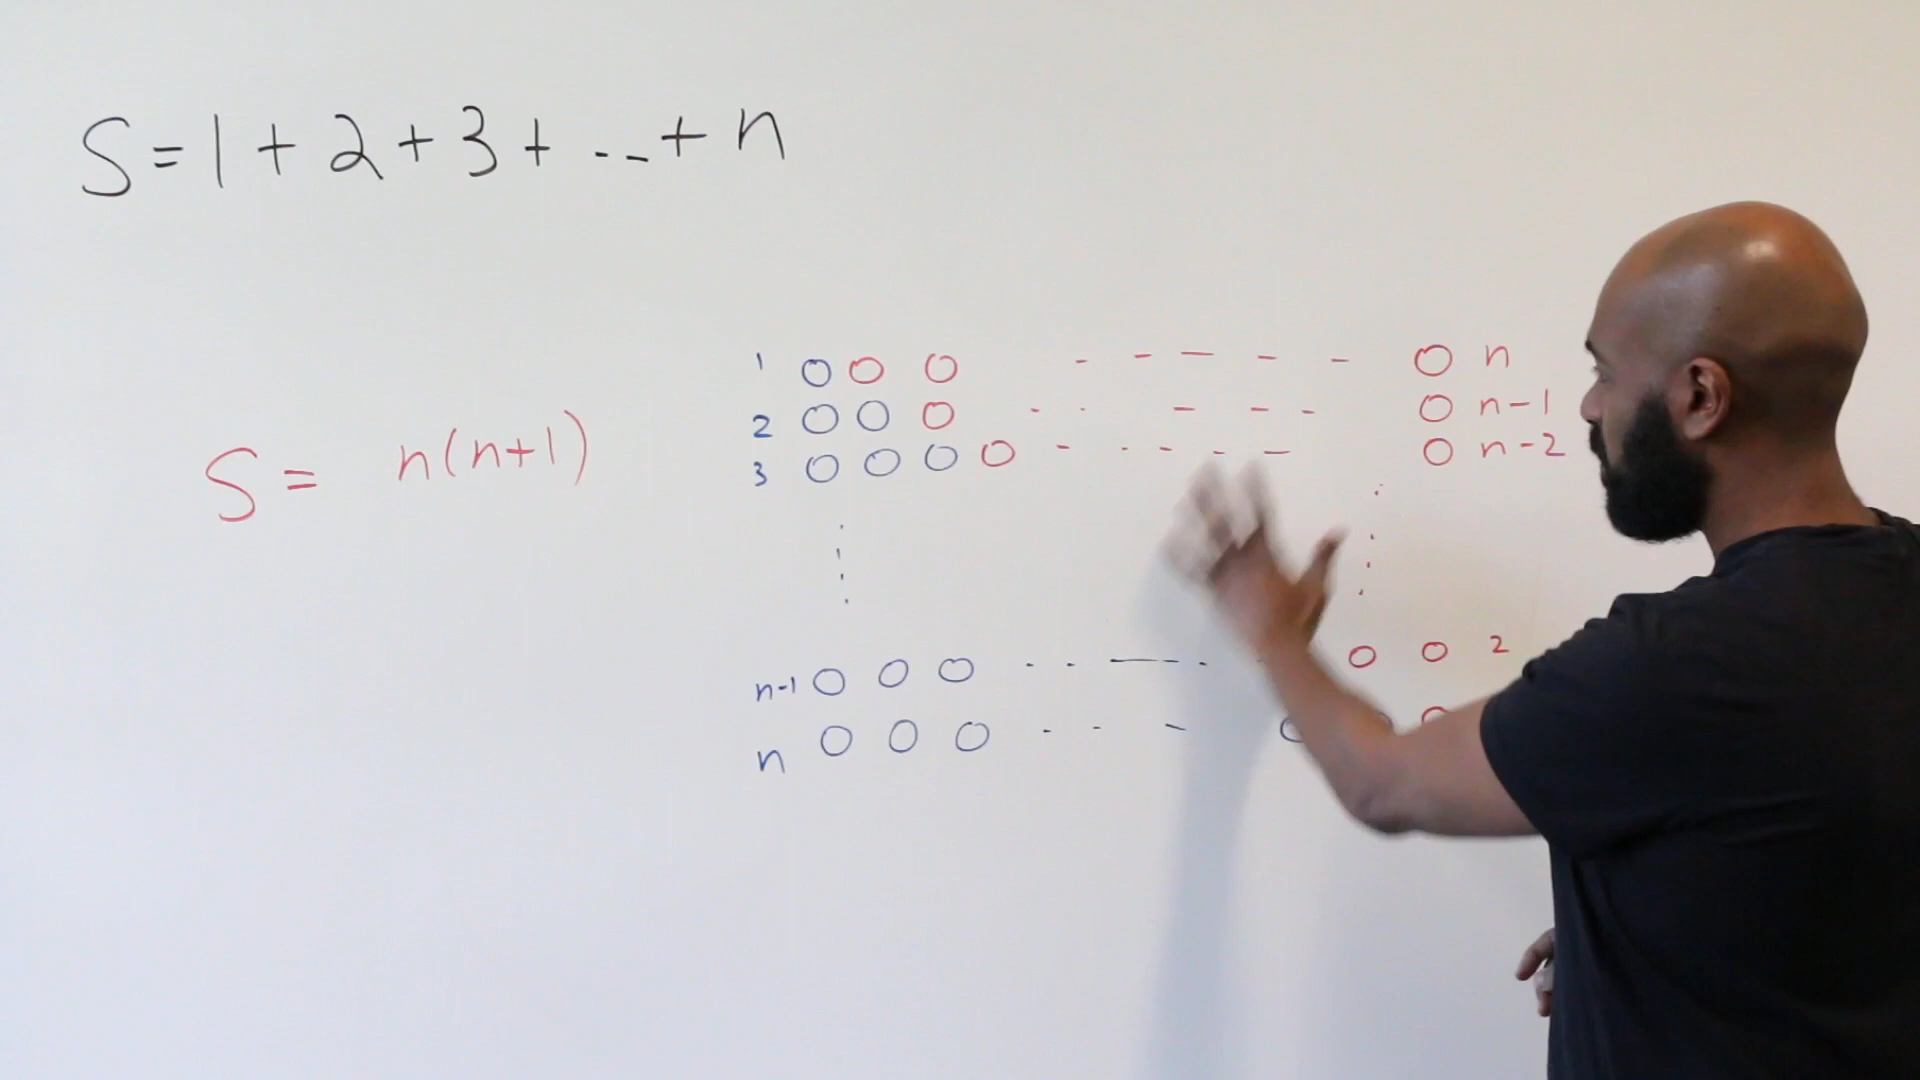 S = 1 + 2 + 3 + -- + n
1 n
2 n-1
3 n-2
S = n(n+1)
n-1 2
n